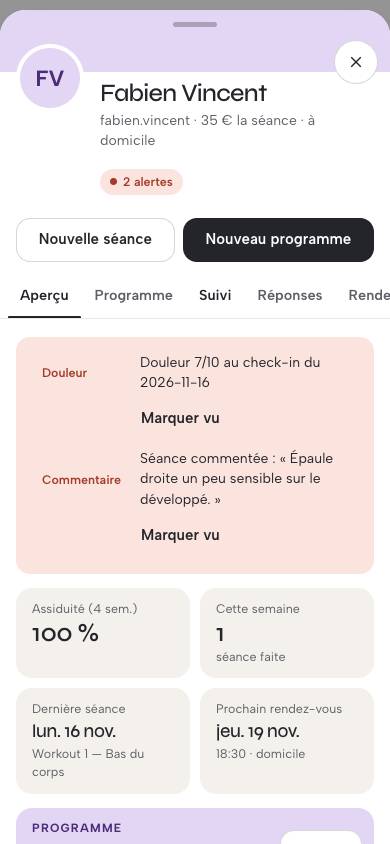 FV
Fabien Vincent
fabien.vincent · 35 € la séance · à
domicile
2 alertes
Nouvelle séance
Nouveau programme
Aperçu Programme Suivi Réponses Rende
Douleur
Douleur 7/10 au check-in du
2026-11-16
Marquer vu
Commentaire
Séance commentée : « Épaule
droite un peu sensible sur le
développé. »
Marquer vu
Assiduité (4 sem.)
100 %
Cette semaine
1
séance faite
Dernière séance
lun. 16 nov.
Workout 1 — Bas du
corps
Prochain rendez-vous
jeu. 19 nov.
18:30 · domicile
PROGRAMME